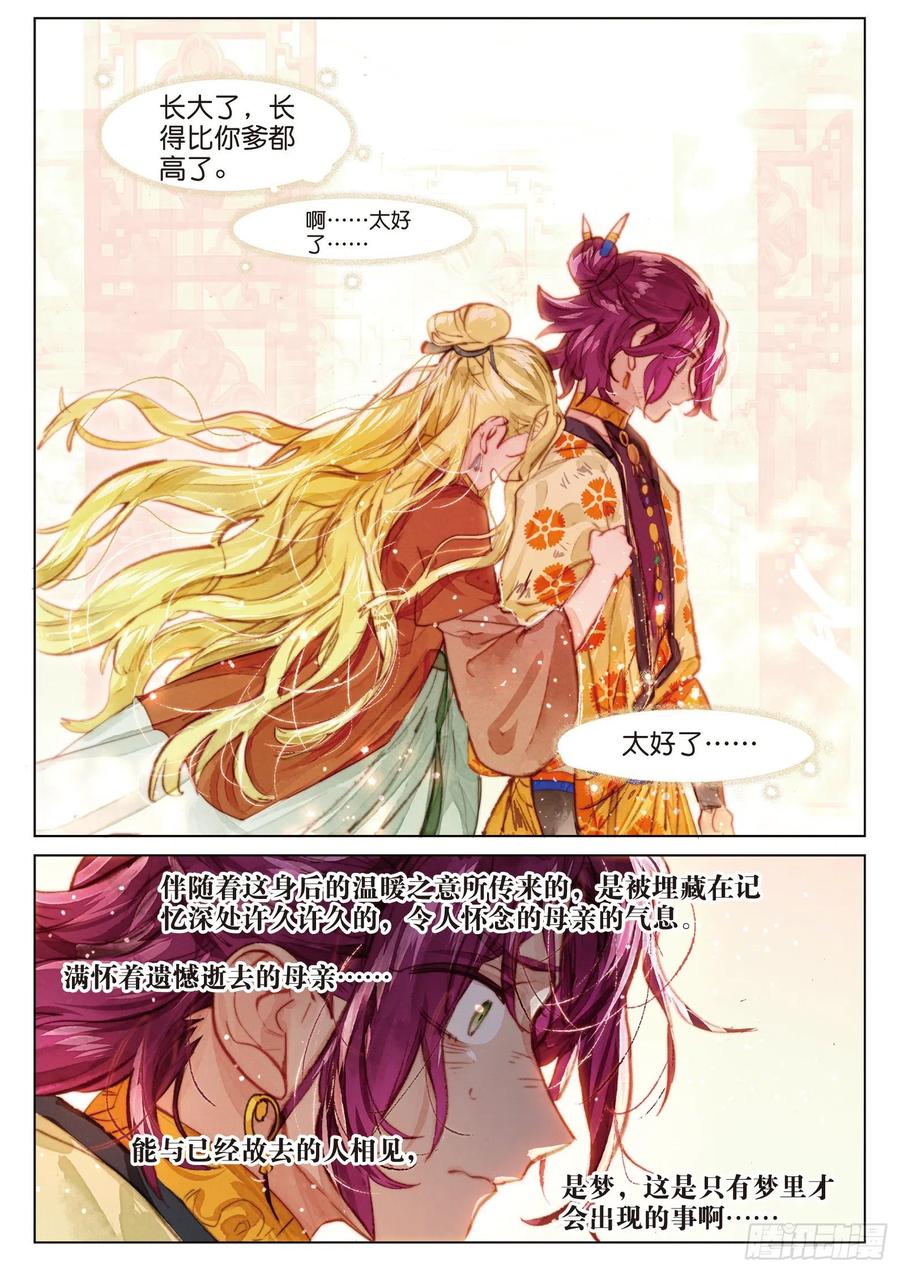 长大了，长
得比你爹都
高了。
啊……太好
了……
太好了……
伴随着这身后的温暖之意所传来的，是被埋藏在记
忆深处许久许久的，令人怀念的母亲的气息。
满怀着遗憾逝去的母亲……
能与已经故去的人相见，
是梦，这是只有梦里才
会出现的事啊……
腾讯动漫